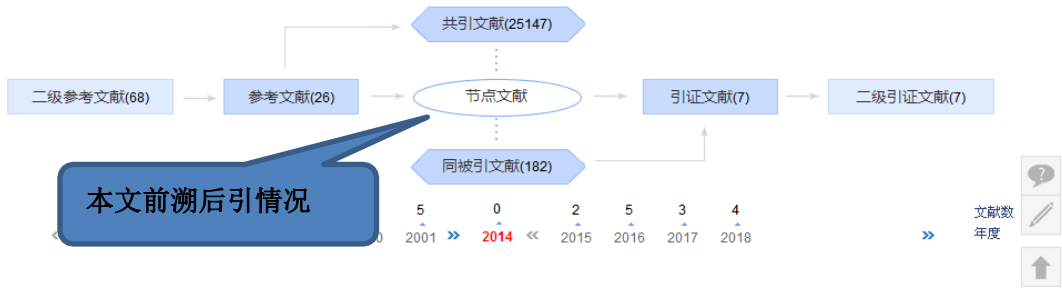 共引文献(25147)
二级参考文献(68)
参考文献(26)
节点文献
引证文献(7)
二级引证文献(7)
同被引文献(182)
本文前溯后引情况
5 0 2 5 3 4 文献数
2001 2014 2015 2016 2017 2018 年度